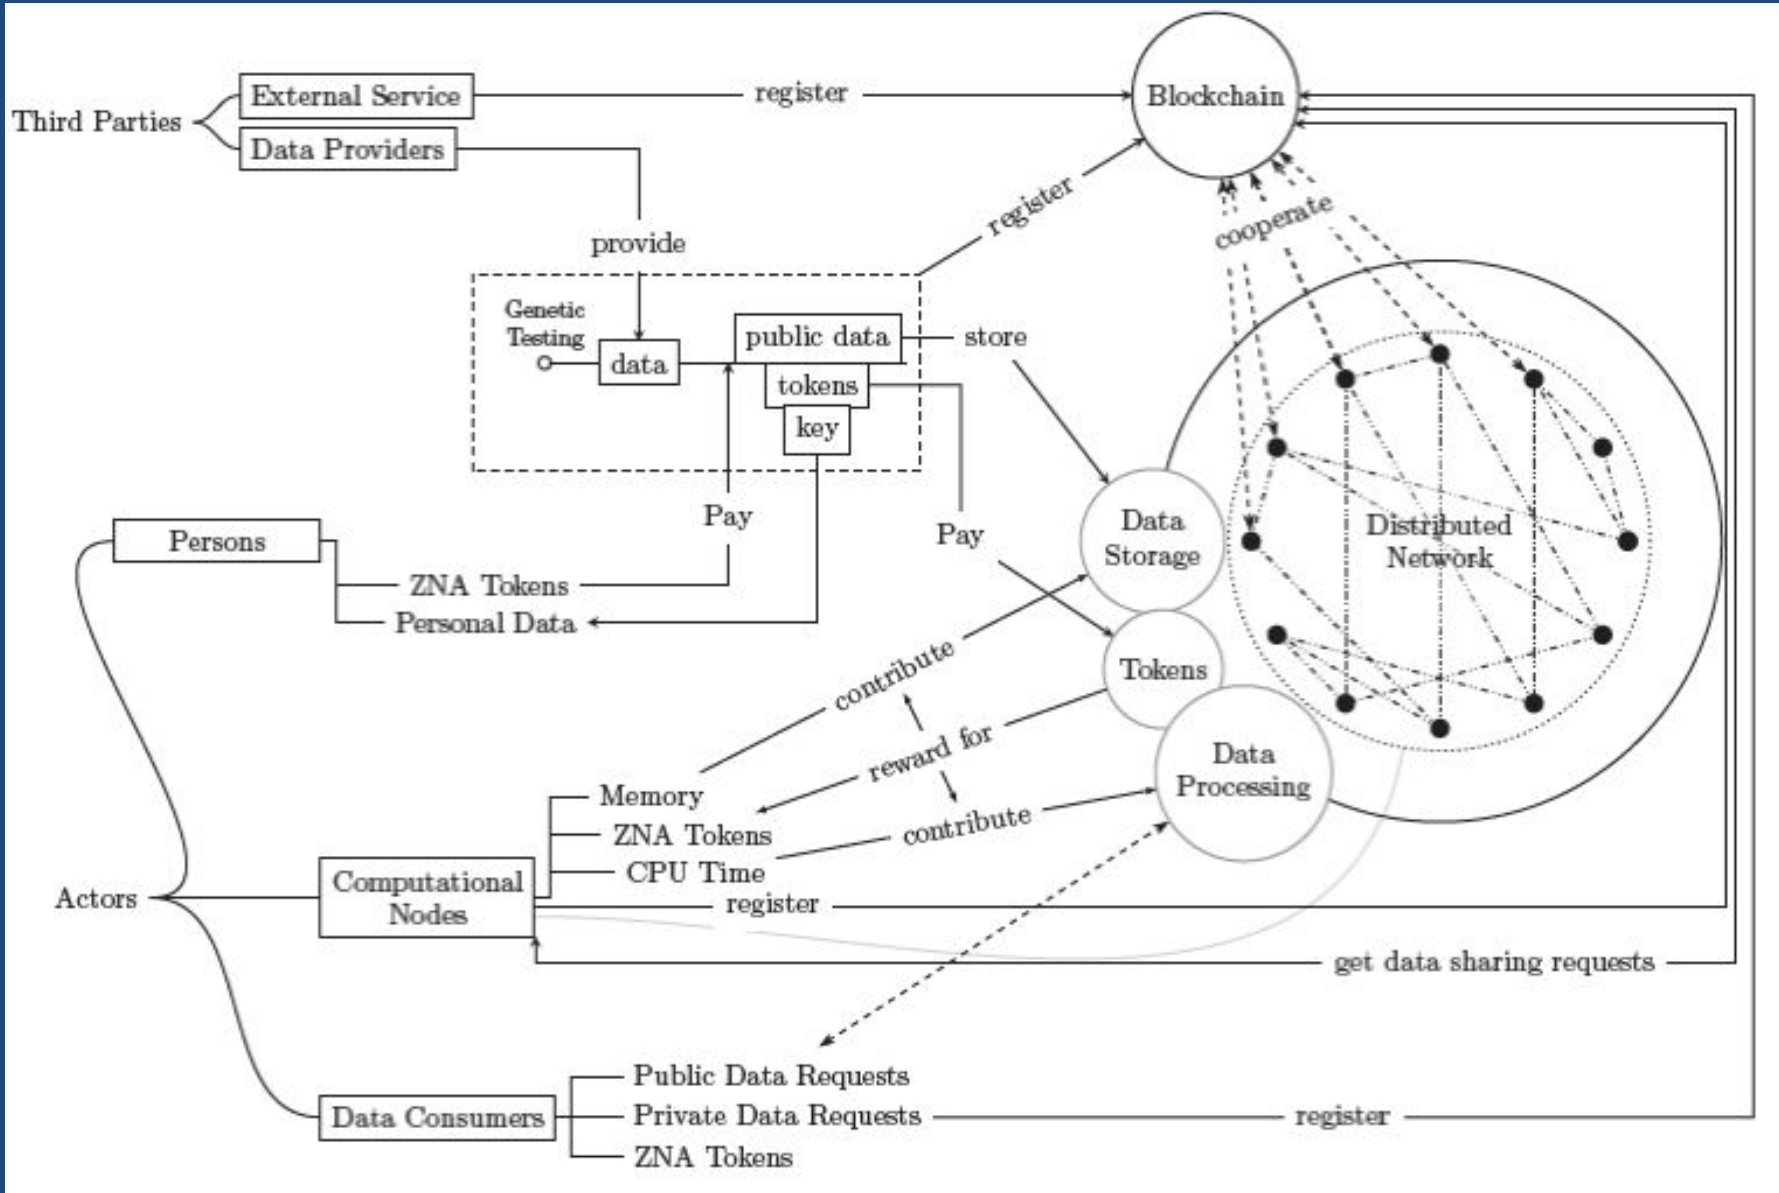 Blockchain
External Service
register
Third Parties
Data Providers
register
cooperate
provide
Genetic
Testing
public data
store
data
tokens
key
Pay
Pay
Data
Storage
Distributed
Network
Persons
ZNA Tokens
Personal Data
contribute
Tokens
reward for
Data
Processing
Memory
ZNA Tokens
contribute
CPU Time
Actors
Computational
Nodes
register
get data sharing requests
Public Data Requests
Data Consumers
Private Data Requests
register
ZNA Tokens